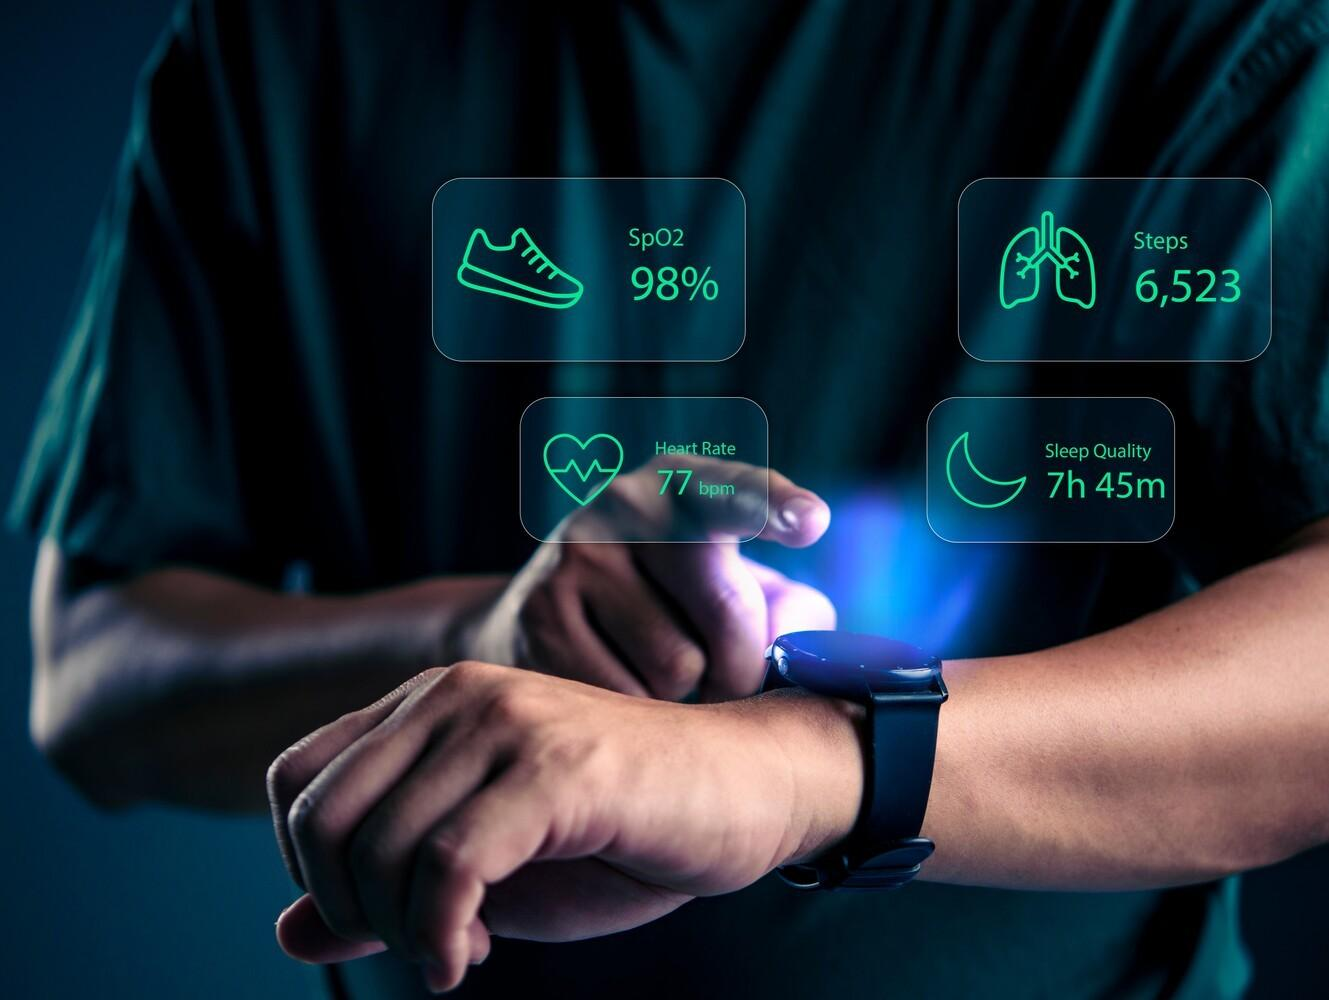 SpO2
98%
Steps
6,523
Heart Rate
77 bpm
Sleep Quality
7h 45m